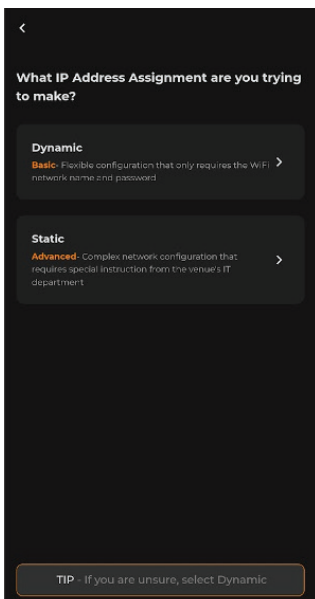 What IP Address Assignment are you trying
to make?
Dynamic
Basic- Flexible configuration that only requires the WiFi
network name and password
Static
Advanced- Complex network configuration that
requires special instruction from the venue's IT
department
TIP - If you are unsure, select Dynamic